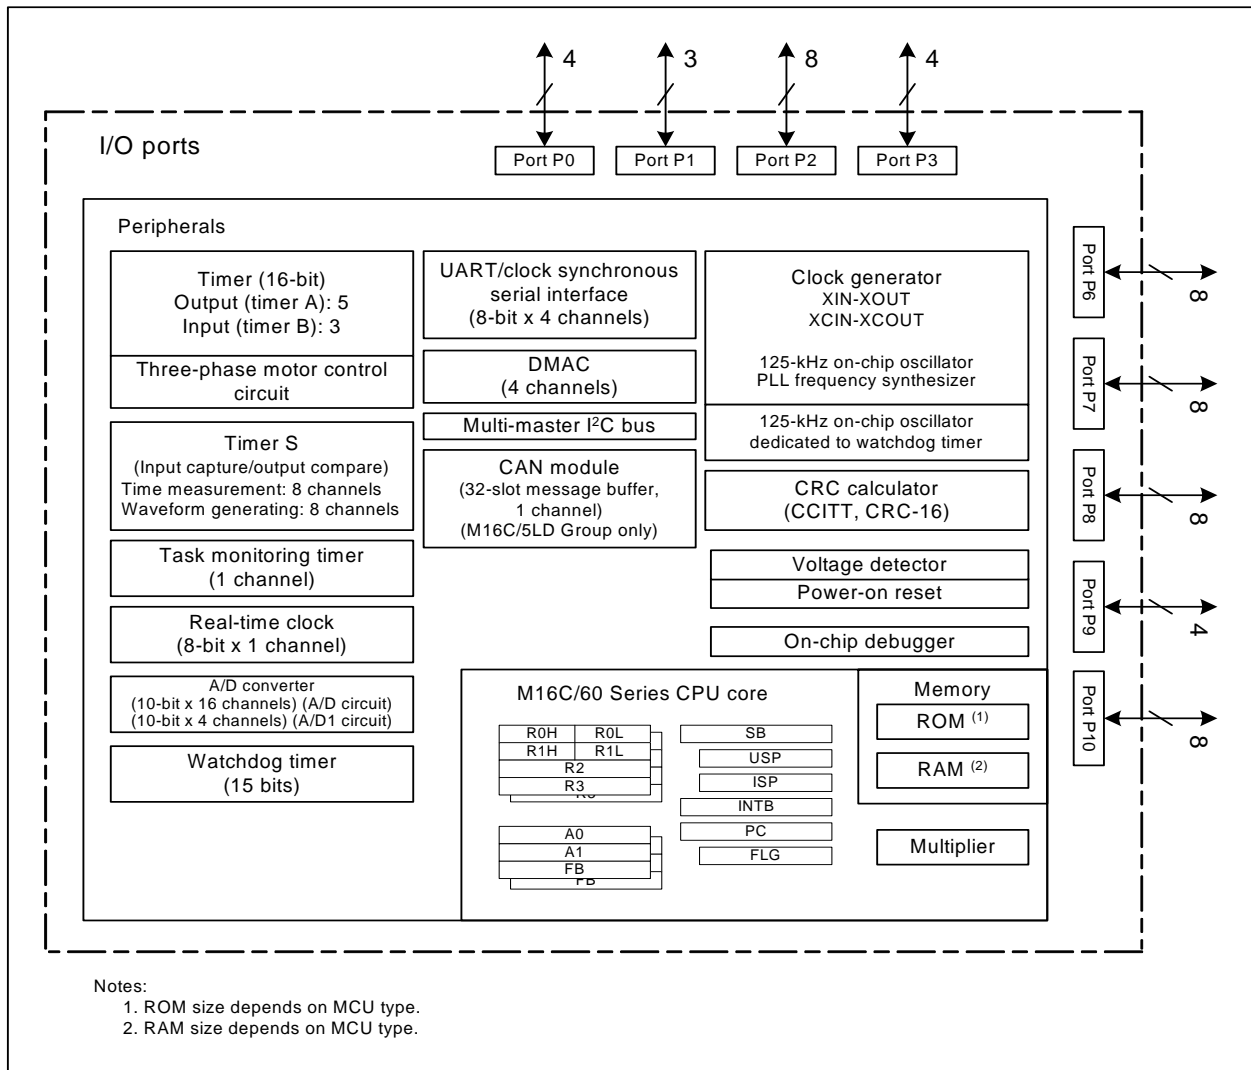 4
3
8
4
I/O ports
Port P0
Port P1
Port P2
Port P3
Peripherals
Timer (16-bit)
Output (timer A): 5
Input (timer B): 3
Three-phase motor control
circuit
Timer S
(Input capture/output compare)
Time measurement: 8 channels
Waveform generating: 8 channels
Task monitoring timer
(1 channel)
Real-time clock
(8-bit x 1 channel)
A/D converter
(10-bit x 16 channels) (A/D circuit)
(10-bit x 4 channels) (A/D1 circuit)
Watchdog timer
(15 bits)
UART/clock synchronous
serial interface
(8-bit x 4 channels)
DMAC
(4 channels)
Multi-master I²C bus
CAN module
(32-slot message buffer,
1 channel)
(M16C/5LD Group only)
Clock generator
XIN-XOUT
XCIN-XCOUT
125-kHz on-chip oscillator
PLL frequency synthesizer
125-kHz on-chip oscillator
dedicated to watchdog timer
CRC calculator
(CCITT, CRC-16)
Voltage detector
Power-on reset
On-chip debugger
M16C/60 Series CPU core
R0H
R0L
R1H
R1L
R2
R3
R3
A0
A1
FB
FB
SB
USP
ISP
INTB
PC
FLG
Memory
ROM (1)
RAM (2)
Multiplier
Port P6
8
Port P7
8
Port P8
8
Port P9
4
Port P10
8
Notes:
1. ROM size depends on MCU type.
2. RAM size depends on MCU type.